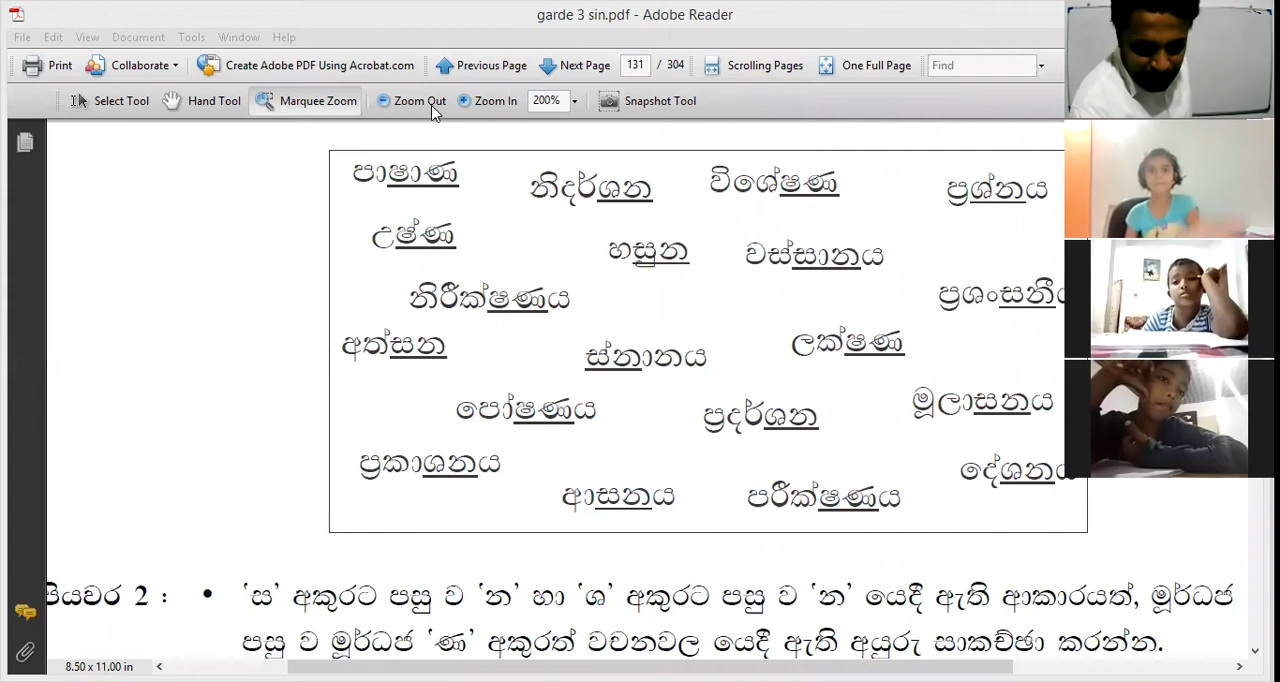 garde 3 sin.pdf - Adobe Reader
File Edit View Document Tools Window Help
Print Collaborate Create Adobe PDF Using Acrobat.com Previous Page Next Page 131 / 304 Scrolling Pages One Full Page Find
Select Tool Hand Tool Marquee Zoom Zoom Out Zoom In 200% Snapshot Tool
පාෂාණ නිදර්ශන විශේෂණ ප්‍රශ්නය
උෂ්ණ හසුන වස්සානය
නිරීක්ෂණය ප්‍රශංසනීය
අත්සන ස්නානය ලක්ෂණ
පෝෂණය ප්‍රදර්ශන මූලාසනය
ප්‍රකාශනය දේශනය
ආසනය පරීක්ෂණය
පියවර 2 : • ‘ස’ අකුරට පසු ව ‘න’ හා ‘ශ’ අකුරට පසු ව ‘න’ යෙදී ඇති ආකාරයත්, මූර්ධජ
පසු ව මූර්ධජ ‘ණ’ අකුරත් වචනවල යෙදී ඇති අයුරු සාකච්ඡා කරන්න.
8.50 x 11.00 in